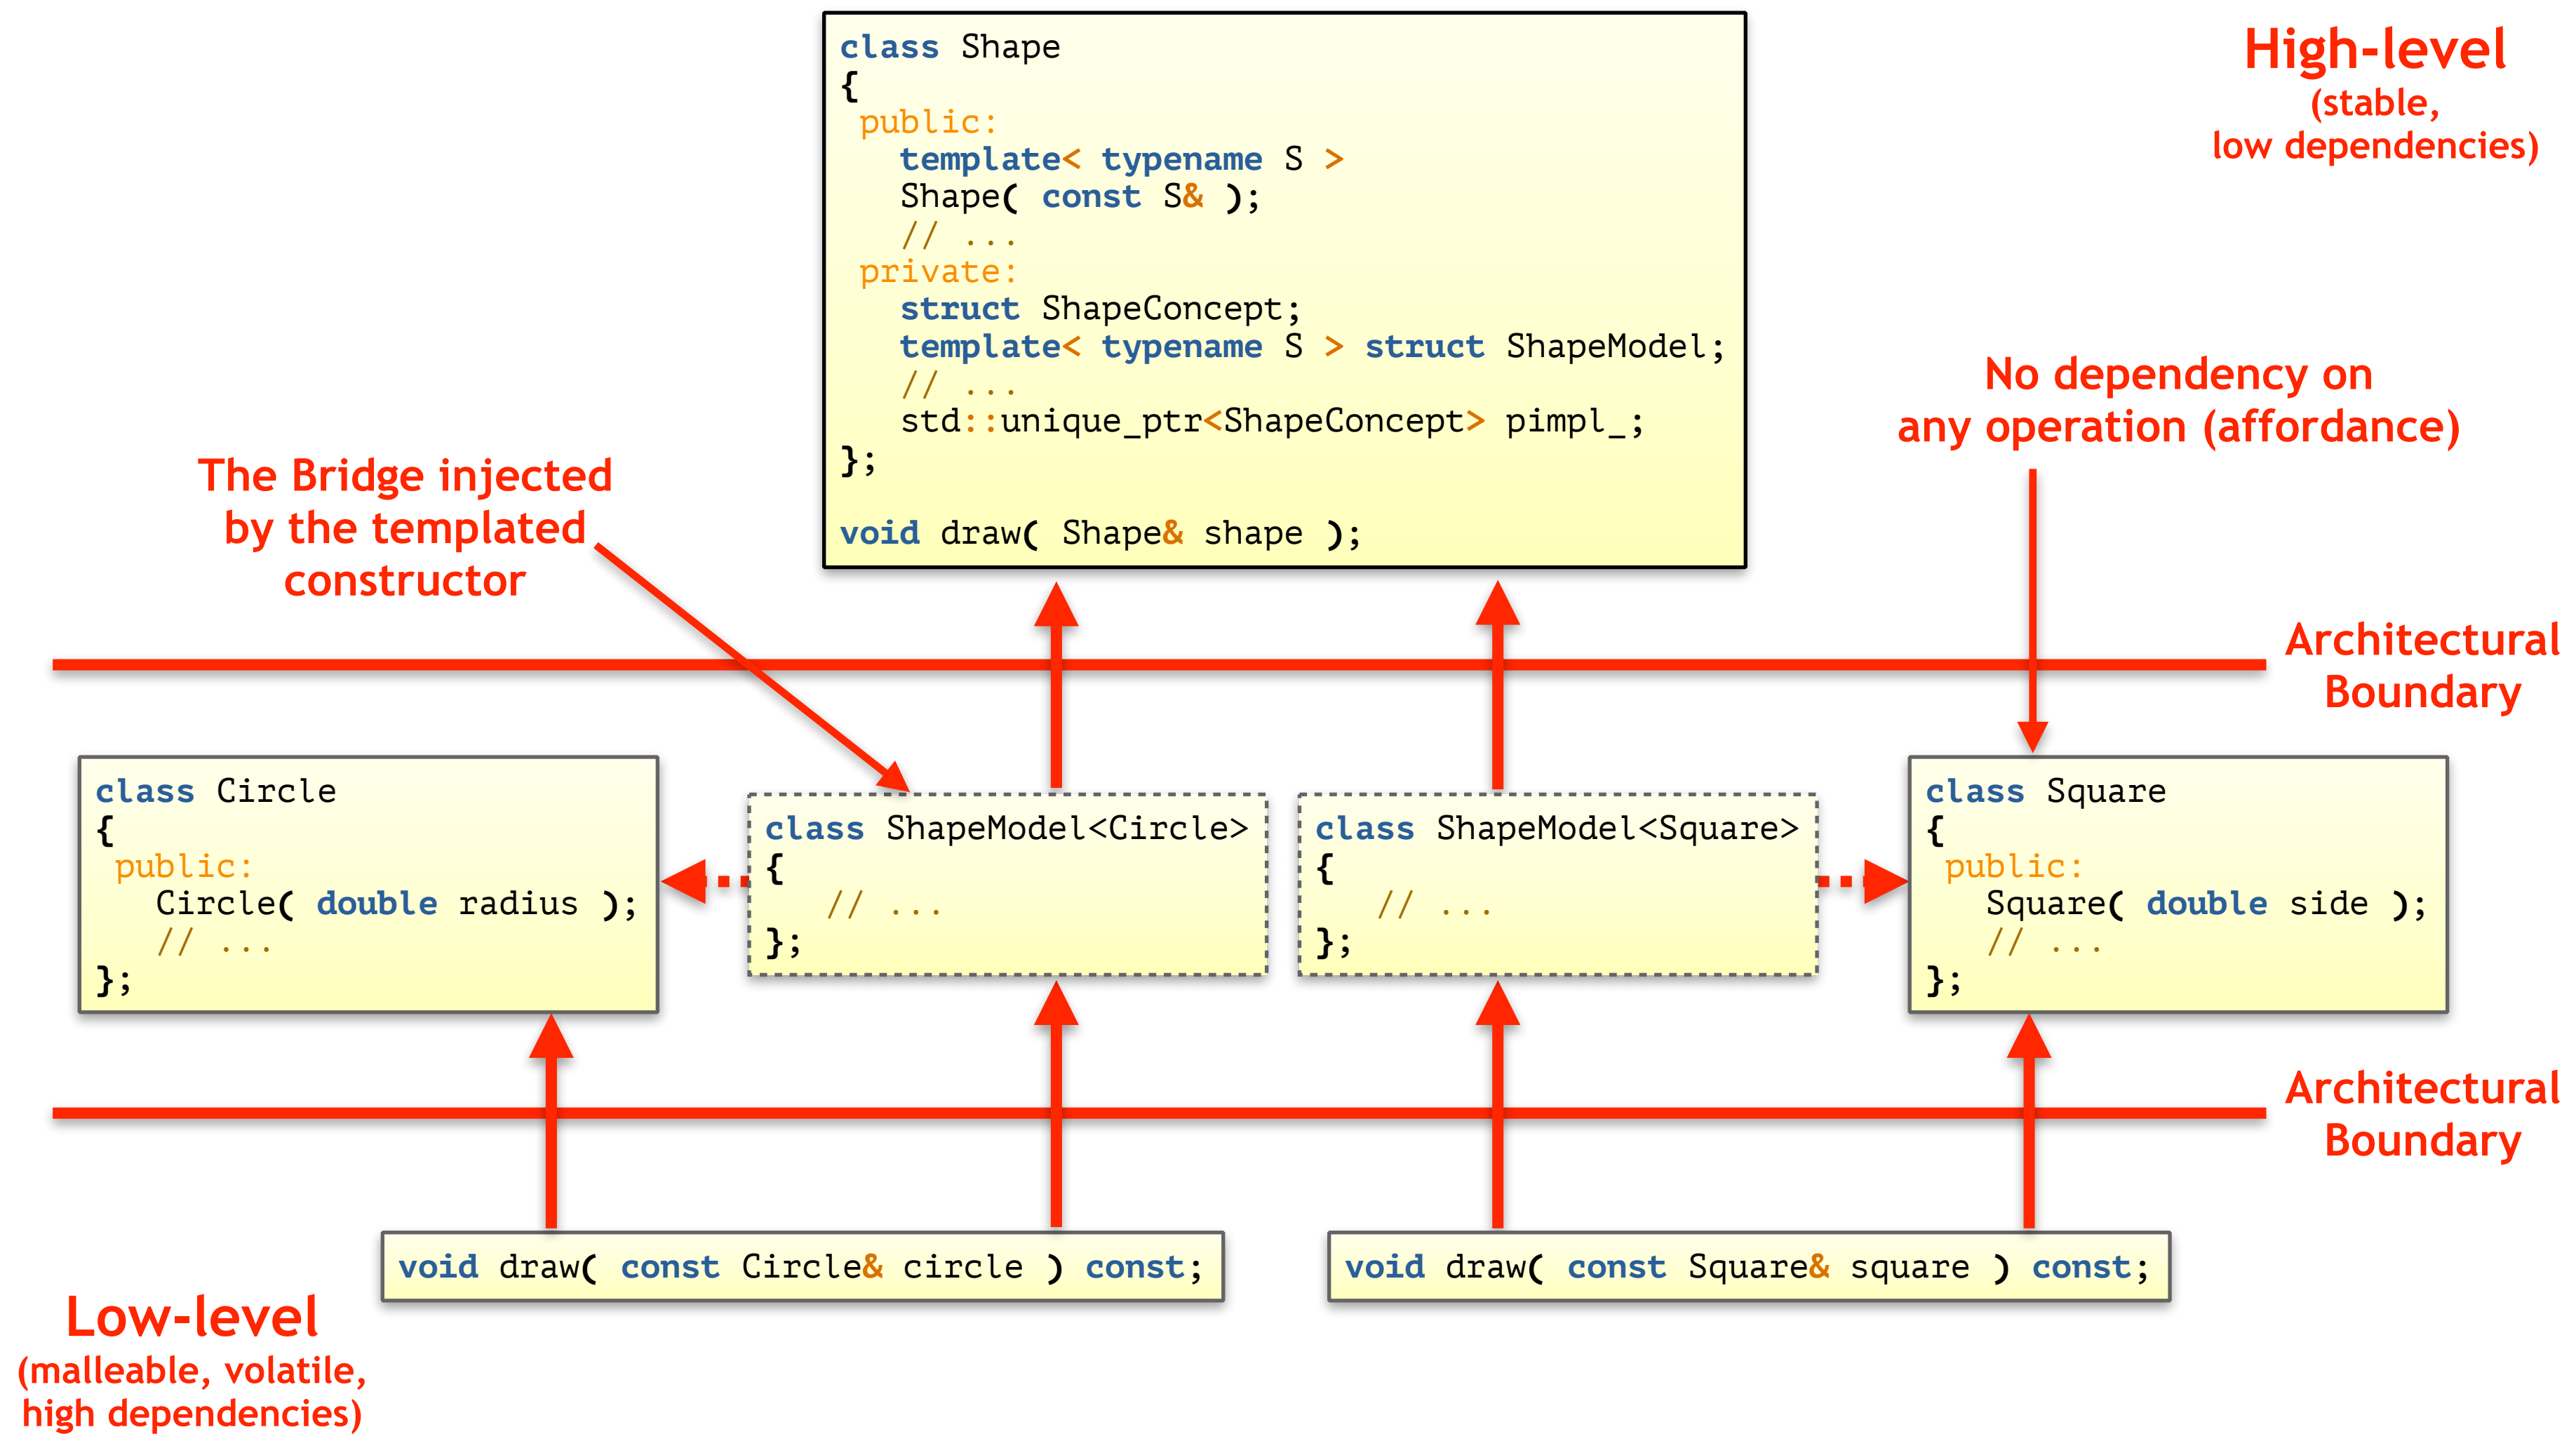 class Shape
{
public:
template< typename S >
Shape( const S& );
// ...
private:
struct ShapeConcept;
template< typename S > struct ShapeModel;
// ...
std::unique_ptr<ShapeConcept> pimpl_;
};
void draw( Shape& shape );
High-level
(stable,
low dependencies)
No dependency on
any operation (affordance)
The Bridge injected
by the templated
constructor
Architectural
Boundary
class Circle
{
public:
Circle( double radius );
// ...
};
class ShapeModel<Circle>
{
// ...
};
class ShapeModel<Square>
{
// ...
};
class Square
{
public:
Square( double side );
// ...
};
Architectural
Boundary
void draw( const Circle& circle ) const;
void draw( const Square& square ) const;
Low-level
(malleable, volatile,
high dependencies)